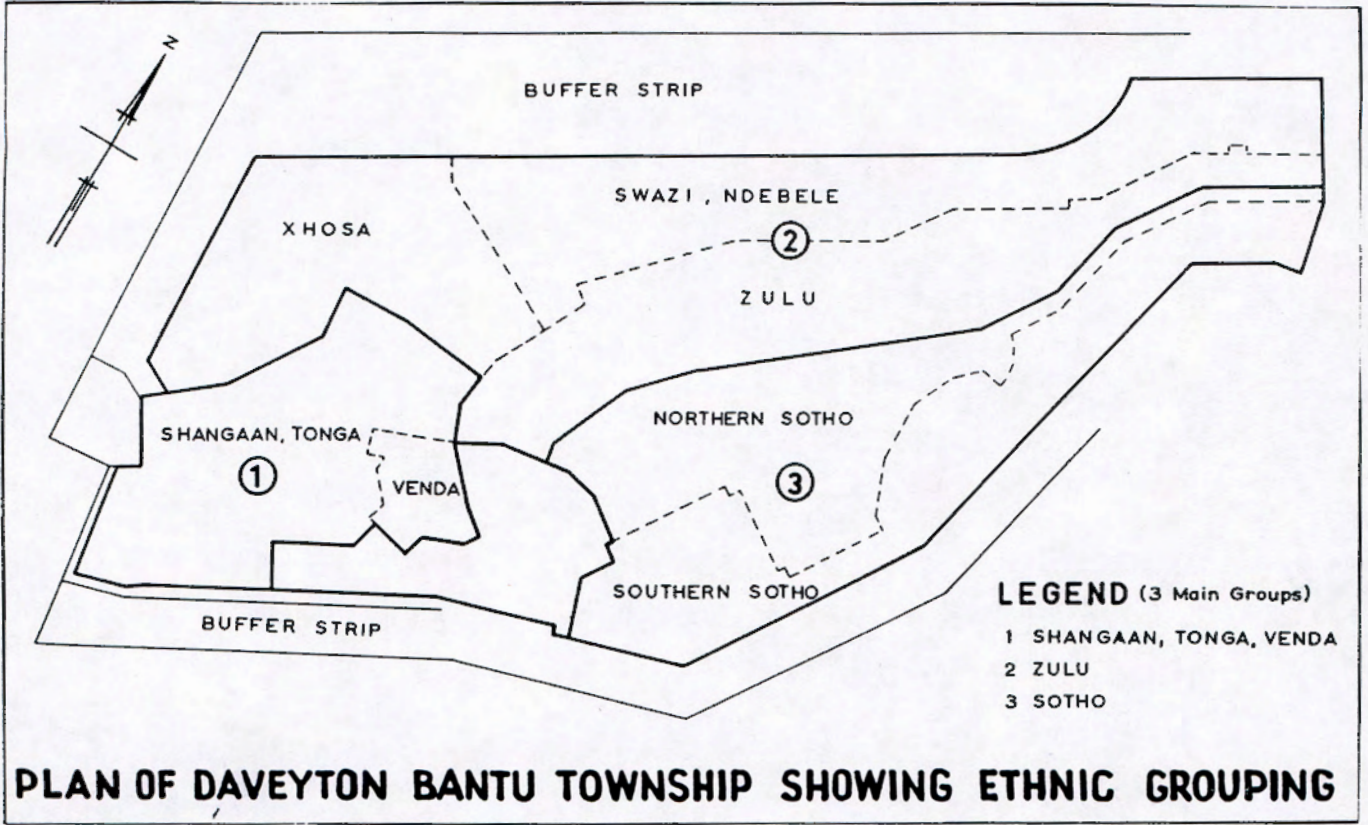 N
BUFFER STRIP
SWAZI, NDEBELE
XHOSA
2
ZULU
NORTHERN SOTHO
SHANGAAN, TONGA
1
VENDA
3
SOUTHERN SOTHO
BUFFER STRIP
LEGEND (3 Main Groups)
1 SHANGAAN, TONGA, VENDA
2 ZULU
3 SOTHO
PLAN OF DAVEYTON BANTU TOWNSHIP SHOWING ETHNIC GROUPING